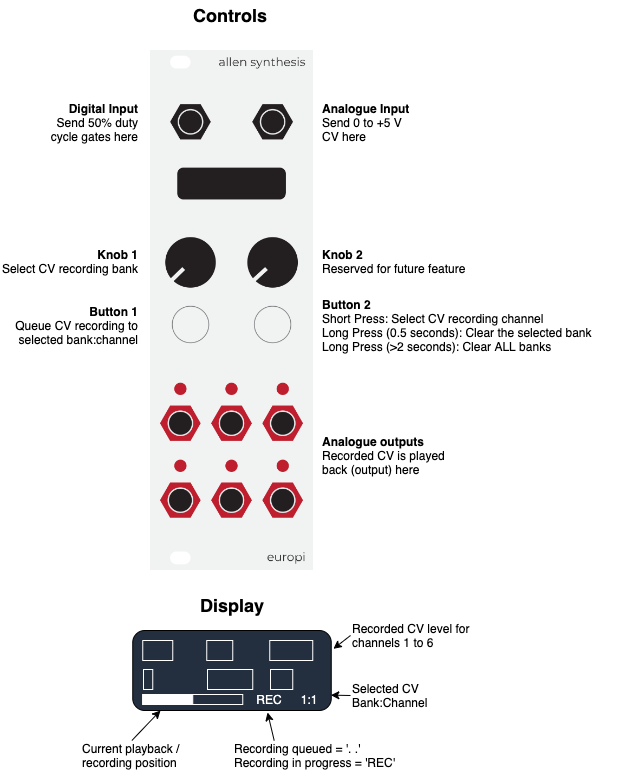 Controls
allen synthesis
Digital Input
Send 50% duty
cycle gates here
Analogue Input
Send 0 to +5 V
CV here
Knob 1
Select CV recording bank
Knob 2
Reserved for future feature
Button 1
Queue CV recording to
selected bank:channel
Button 2
Short Press: Select CV recording channel
Long Press (0.5 seconds): Clear the selected bank
Long Press (>2 seconds): Clear ALL banks
Analogue outputs
Recorded CV is played
back (output) here
europi
Display
Recorded CV level for
channels 1 to 6
REC 1:1
Selected CV
Bank:Channel
Current playback /
recording position
Recording queued = '. .'
Recording in progress = 'REC'